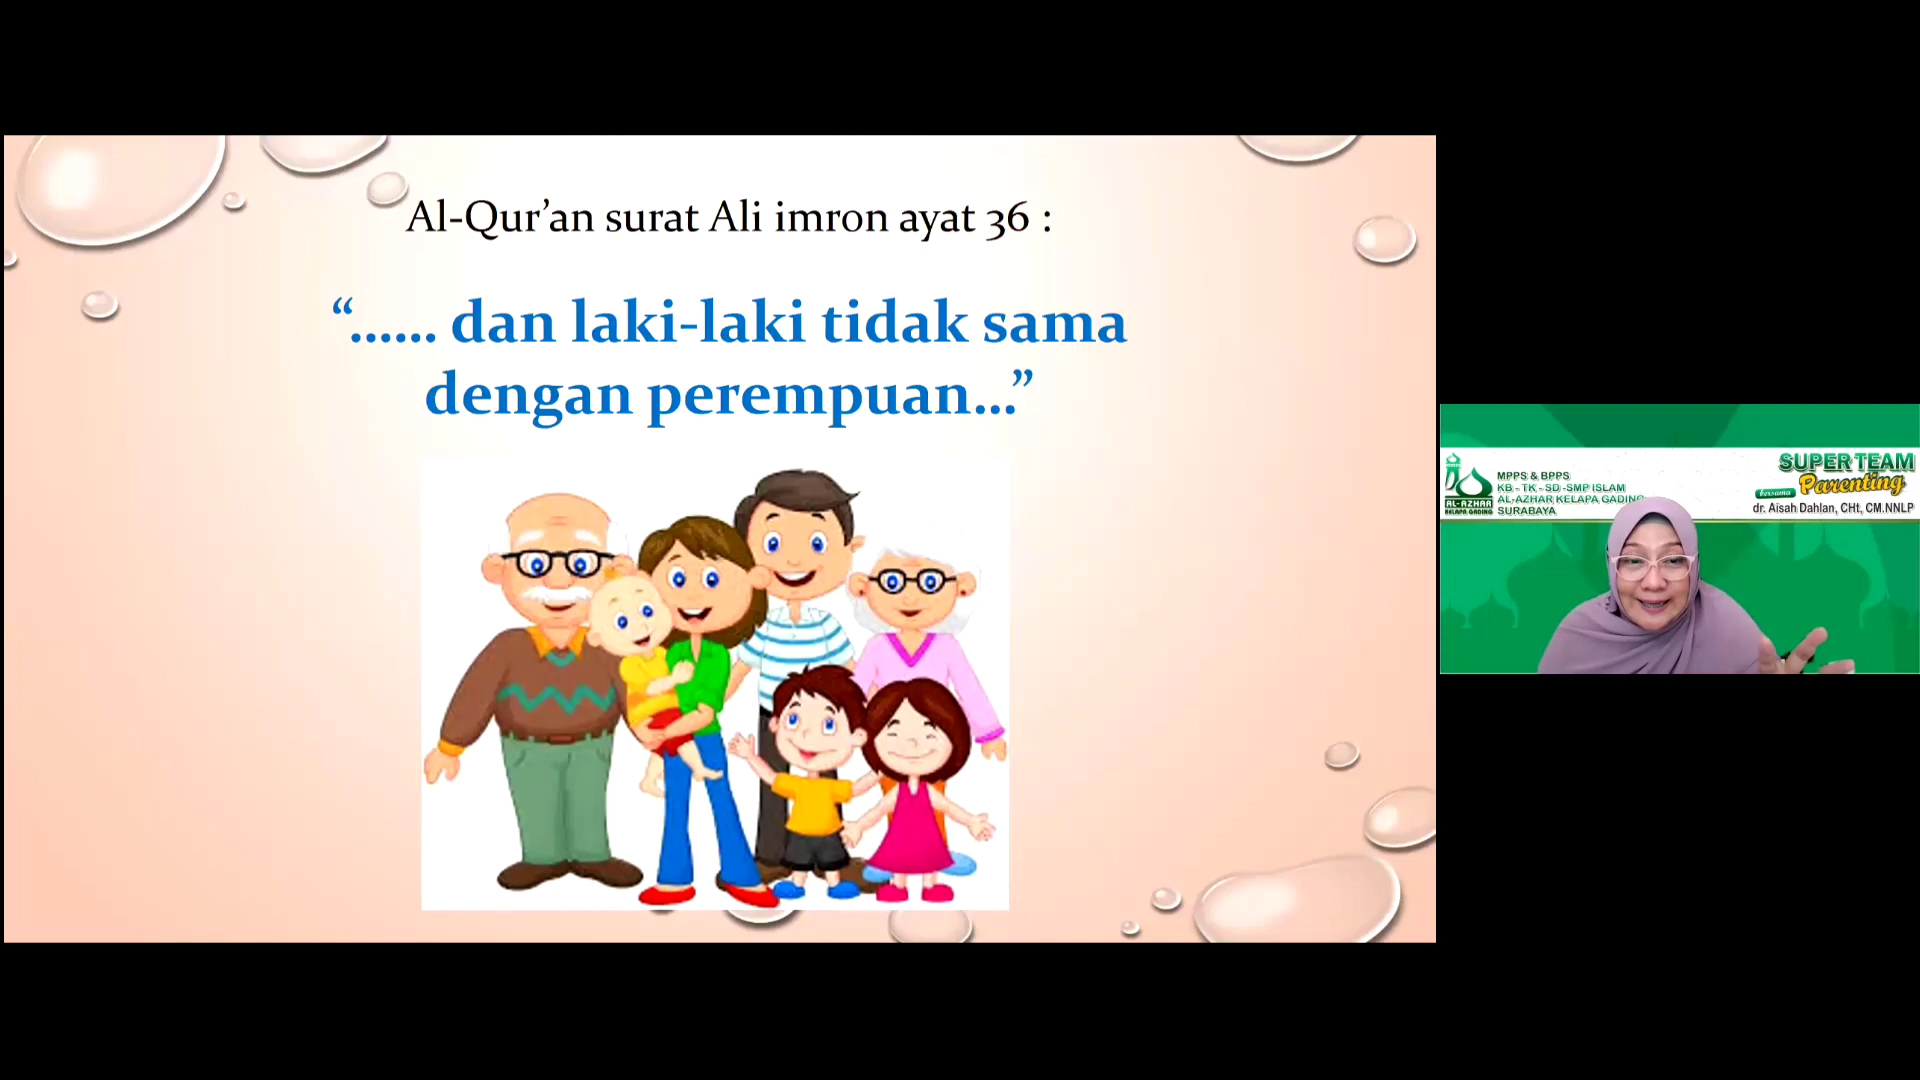 Al-Qur’an surat Ali imron ayat 36 :
“...... dan laki-laki tidak sama
dengan perempuan...”
AL-AZHAR
KELAPA GADING
MPPS & BPPS
KB - TK - SD -SMP ISLAM
AL-AZHAR KELAPA GADING
SURABAYA
SUPER TEAM
bersama Parenting
dr. Aisah Dahlan, CHt, CM.NNLP